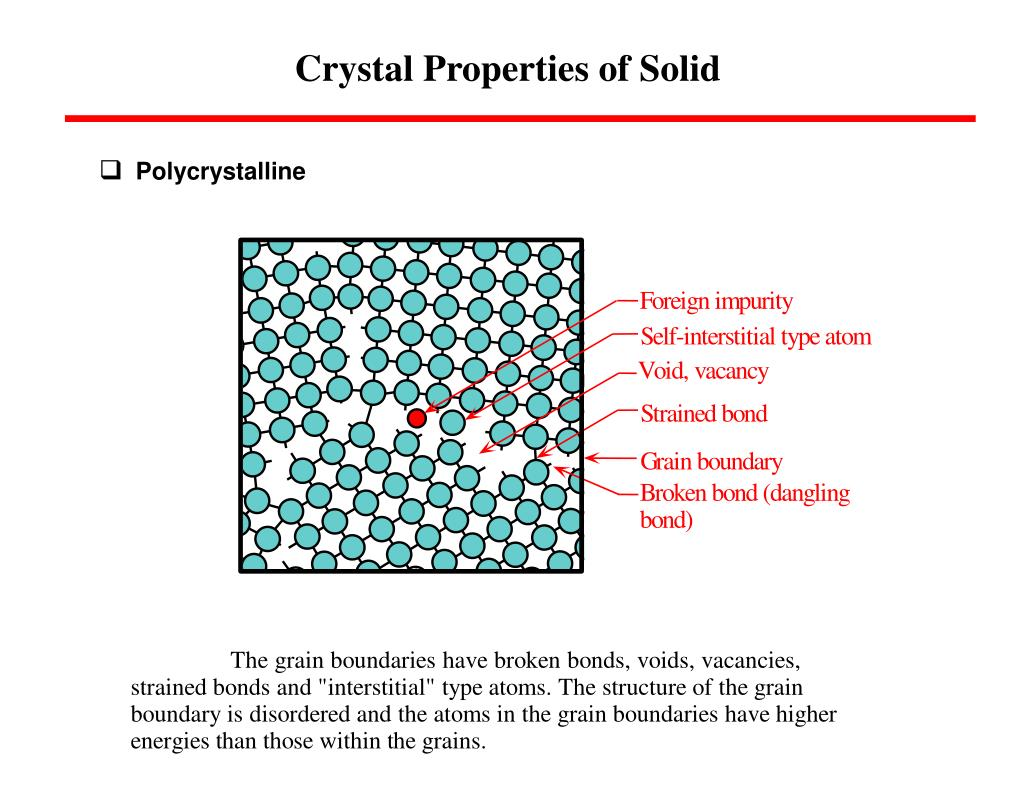 Crystal Properties of Solid
❑ Polycrystalline
Foreign impurity
Self-interstitial type atom
Void, vacancy
Strained bond
Grain boundary
Broken bond (dangling
bond)
The grain boundaries have broken bonds, voids, vacancies,
strained bonds and "interstitial" type atoms. The structure of the grain
boundary is disordered and the atoms in the grain boundaries have higher
energies than those within the grains.